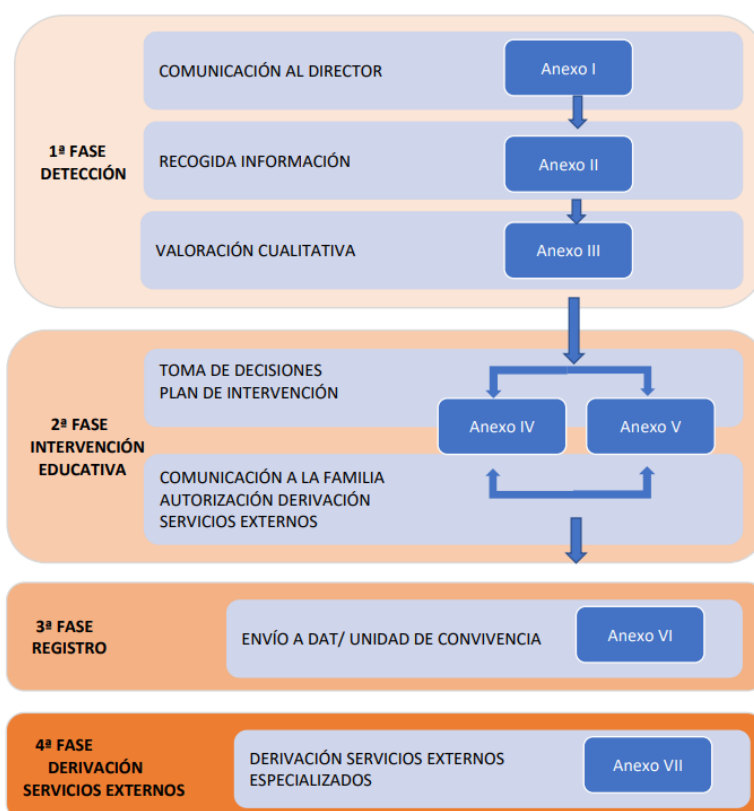 1ª FASE
DETECCIÓN
COMUNICACIÓN AL DIRECTOR
Anexo I
RECOGIDA INFORMACIÓN
Anexo II
VALORACIÓN CUALITATIVA
Anexo III
2ª FASE
INTERVENCIÓN
EDUCATIVA
TOMA DE DECISIONES
PLAN DE INTERVENCIÓN
Anexo IV
Anexo V
COMUNICACIÓN A LA FAMILIA
AUTORIZACIÓN DERIVACIÓN
SERVICIOS EXTERNOS
3ª FASE
REGISTRO
ENVÍO A DAT/ UNIDAD DE CONVIVENCIA
Anexo VI
4ª FASE
DERIVACIÓN
SERVICIOS EXTERNOS
DERIVACIÓN SERVICIOS EXTERNOS
ESPECIALIZADOS
Anexo VII